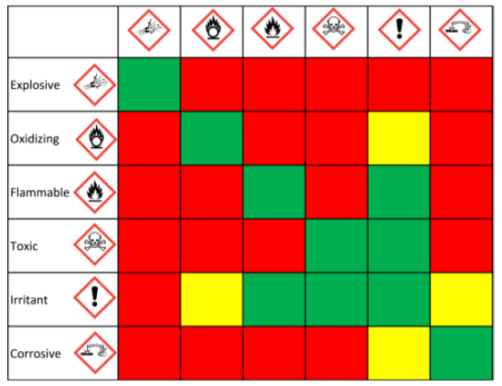 Explosive
Oxidizing
Flammable
Toxic
Irritant
Corrosive